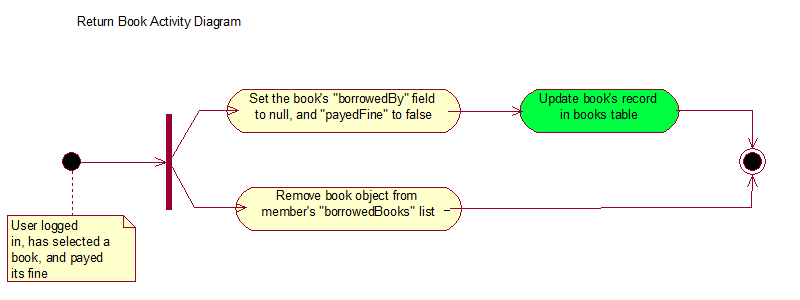 Return Book Activity Diagram
Set the book's "borrowedBy" field
to null, and "payedFine" to false
Update book's record
in books table
Remove book object from
member's "borrowedBooks" list
User logged
in, has selected a
book, and payed
its fine